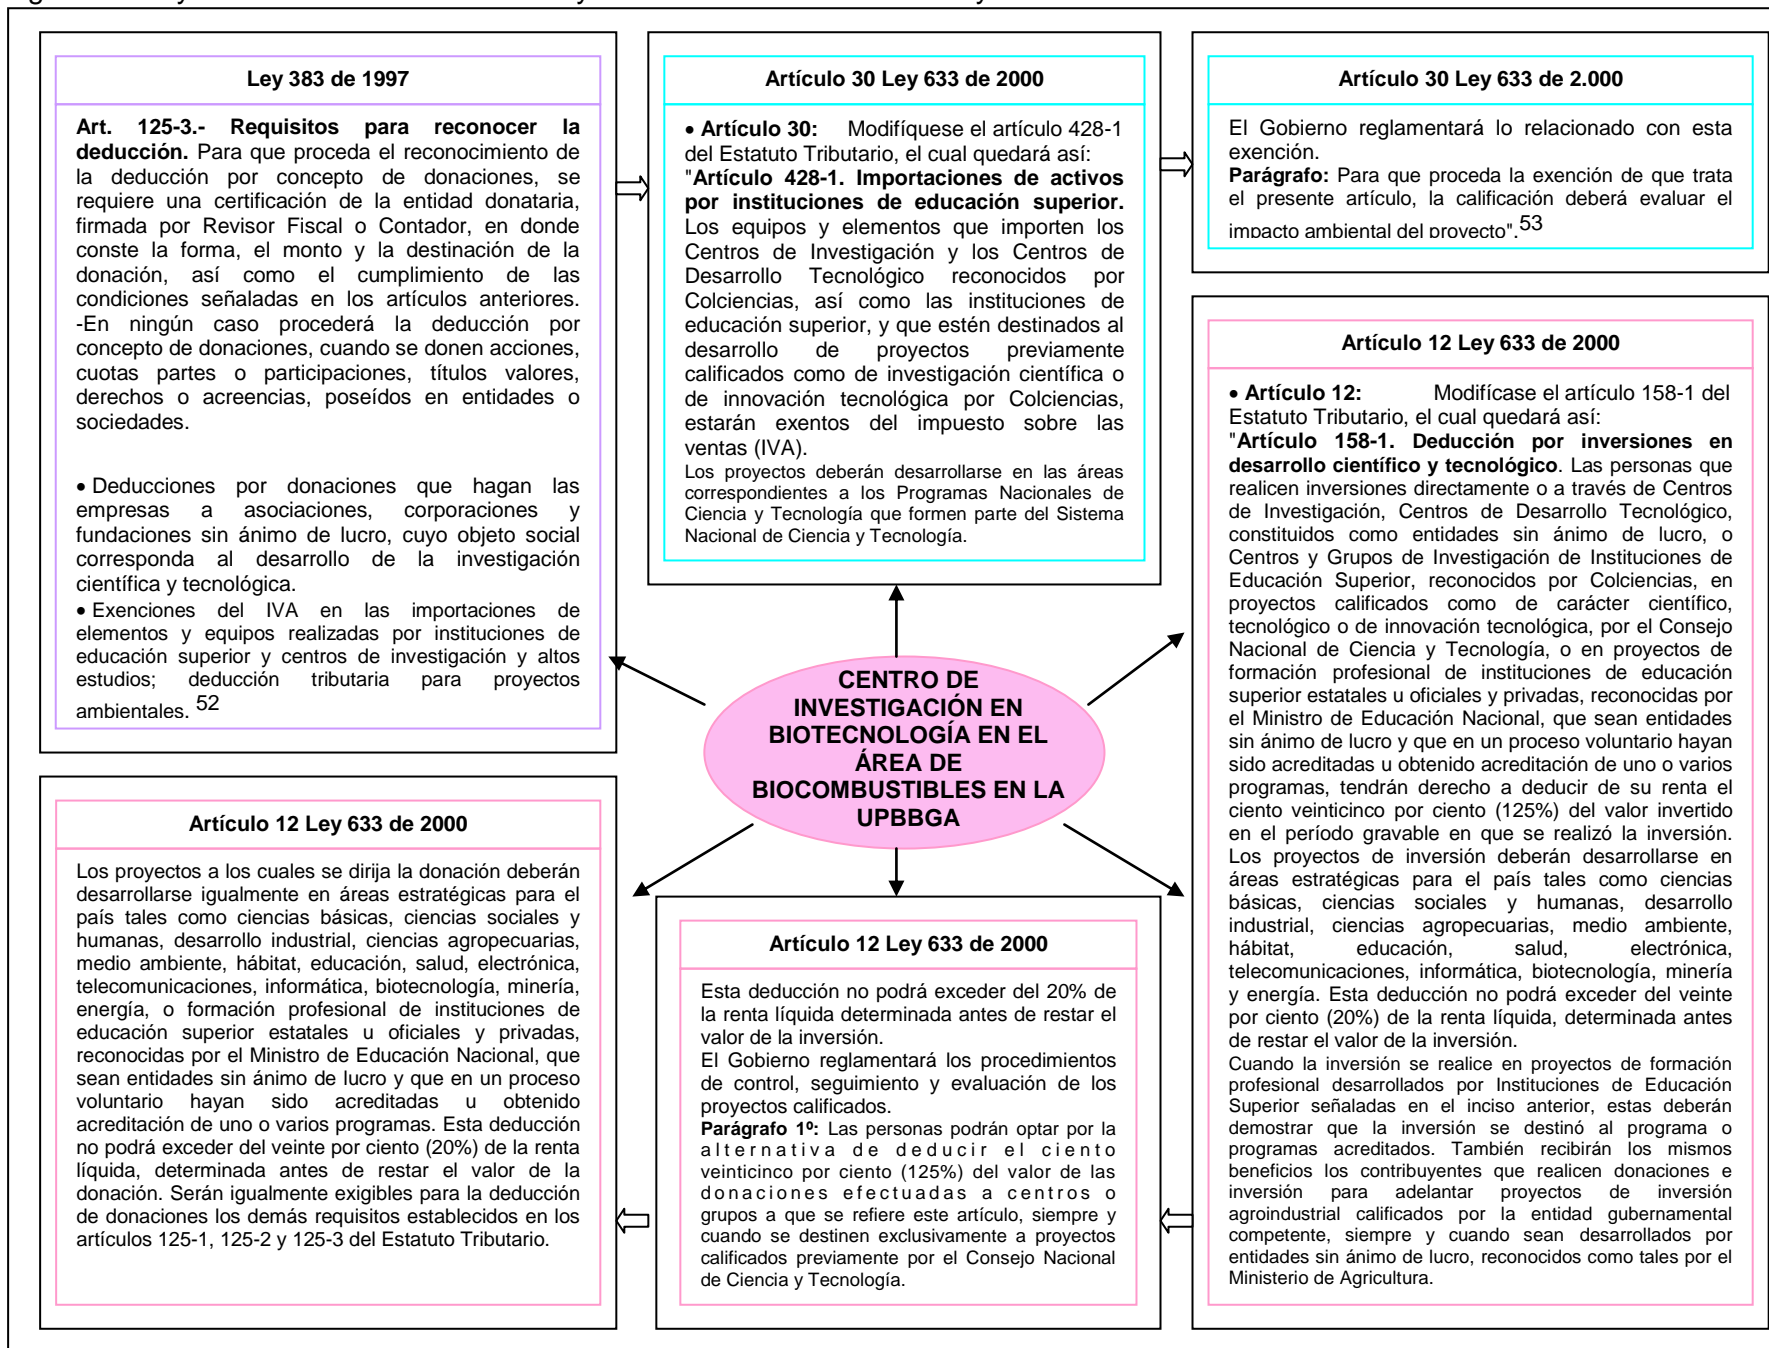 Ley 383 de 1997
Art. 125-3.- Requisitos para reconocer la
deducción. Para que proceda el reconocimiento de
la deducción por concepto de donaciones, se
requiere una certificación de la entidad donataria,
firmada por Revisor Fiscal o Contador, en donde
conste la forma, el monto y la destinación de la
donación, así como el cumplimiento de las
condiciones señaladas en los artículos anteriores.
-En ningún caso procederá la deducción por
concepto de donaciones, cuando se donen acciones,
cuotas partes o participaciones, títulos valores,
derechos o acreencias, poseídos en entidades o
sociedades.
• Deducciones por donaciones que hagan las
empresas a asociaciones, corporaciones y
fundaciones sin ánimo de lucro, cuyo objeto social
corresponda al desarrollo de la investigación
científica y tecnológica.
• Exenciones del IVA en las importaciones de
elementos y equipos realizadas por instituciones de
educación superior y centros de investigación y altos
estudios; deducción tributaria para proyectos
ambientales. 52
Artículo 30 Ley 633 de 2000
• Artículo 30: Modifíquese el artículo 428-1
del Estatuto Tributario, el cual quedará así:
"Artículo 428-1. Importaciones de activos
por instituciones de educación superior.
Los equipos y elementos que importen los
Centros de Investigación y los Centros de
Desarrollo Tecnológico reconocidos por
Colciencias, así como las instituciones de
educación superior, y que estén destinados al
desarrollo de proyectos previamente
calificados como de investigación científica o
de innovación tecnológica por Colciencias,
estarán exentos del impuesto sobre las
ventas (IVA).
Los proyectos deberán desarrollarse en las áreas
correspondientes a los Programas Nacionales de
Ciencia y Tecnología que formen parte del Sistema
Nacional de Ciencia y Tecnología.
Artículo 30 Ley 633 de 2.000
El Gobierno reglamentará lo relacionado con esta
exención.
Parágrafo: Para que proceda la exención de que trata
el presente artículo, la calificación deberá evaluar el
impacto ambiental del proyecto".53
Artículo 12 Ley 633 de 2000
• Artículo 12: Modifícase el artículo 158-1 del
Estatuto Tributario, el cual quedará así:
"Artículo 158-1. Deducción por inversiones en
desarrollo científico y tecnológico. Las personas que
realicen inversiones directamente o a través de Centros
de Investigación, Centros de Desarrollo Tecnológico,
constituidos como entidades sin ánimo de lucro, o
Centros y Grupos de Investigación de Instituciones de
Educación Superior, reconocidos por Colciencias, en
proyectos calificados como de carácter científico,
tecnológico o de innovación tecnológica, por el Consejo
Nacional de Ciencia y Tecnología, o en proyectos de
formación profesional de instituciones de educación
superior estatales u oficiales y privadas, reconocidas por
el Ministro de Educación Nacional, que sean entidades
sin ánimo de lucro y que en un proceso voluntario hayan
sido acreditadas u obtenido acreditación de uno o varios
programas, tendrán derecho a deducir de su renta el
ciento veinticinco por ciento (125%) del valor invertido
en el período gravable en que se realizó la inversión.
Los proyectos de inversión deberán desarrollarse en
áreas estratégicas para el país tales como ciencias
básicas, ciencias sociales y humanas, desarrollo
industrial, ciencias agropecuarias, medio ambiente,
hábitat, educación, salud, electrónica,
telecomunicaciones, informática, biotecnología, minería
y energía. Esta deducción no podrá exceder del veinte
por ciento (20%) de la renta líquida, determinada antes
de restar el valor de la inversión.
Cuando la inversión se realice en proyectos de formación
profesional desarrollados por Instituciones de Educación
Superior señaladas en el inciso anterior, estas deberán
demostrar que la inversión se destinó al programa o
programas acreditados. También recibirán los mismos
beneficios los contribuyentes que realicen donaciones e
inversión para adelantar proyectos de inversión
agroindustrial calificados por la entidad gubernamental
competente, siempre y cuando sean desarrollados por
entidades sin ánimo de lucro, reconocidos como tales por el
Ministerio de Agricultura.
CENTRO DE
INVESTIGACIÓN EN
BIOTECNOLOGÍA EN EL
ÁREA DE
BIOCOMBUSTIBLES EN LA
UPBBGA
Artículo 12 Ley 633 de 2000
Los proyectos a los cuales se dirija la donación deberán
desarrollarse igualmente en áreas estratégicas para el
país tales como ciencias básicas, ciencias sociales y
humanas, desarrollo industrial, ciencias agropecuarias,
medio ambiente, hábitat, educación, salud, electrónica,
telecomunicaciones, informática, biotecnología, minería,
energía, o formación profesional de instituciones de
educación superior estatales u oficiales y privadas,
reconocidas por el Ministro de Educación Nacional, que
sean entidades sin ánimo de lucro y que en un proceso
voluntario hayan sido acreditadas u obtenido
acreditación de uno o varios programas. Esta deducción
no podrá exceder del veinte por ciento (20%) de la renta
líquida, determinada antes de restar el valor de la
donación. Serán igualmente exigibles para la deducción
de donaciones los demás requisitos establecidos en los
artículos 125-1, 125-2 y 125-3 del Estatuto Tributario.
Artículo 12 Ley 633 de 2000
Esta deducción no podrá exceder del 20% de
la renta líquida determinada antes de restar el
valor de la inversión.
El Gobierno reglamentará los procedimientos
de control, seguimiento y evaluación de los
proyectos calificados.
Parágrafo 1º: Las personas podrán optar por la
alternativa de deducir el ciento
veinticinco por ciento (125%) del valor de las
donaciones efectuadas a centros o
grupos a que se refiere este artículo, siempre y
cuando se destinen exclusivamente a proyectos
calificados previamente por el Consejo Nacional
de Ciencia y Tecnología.